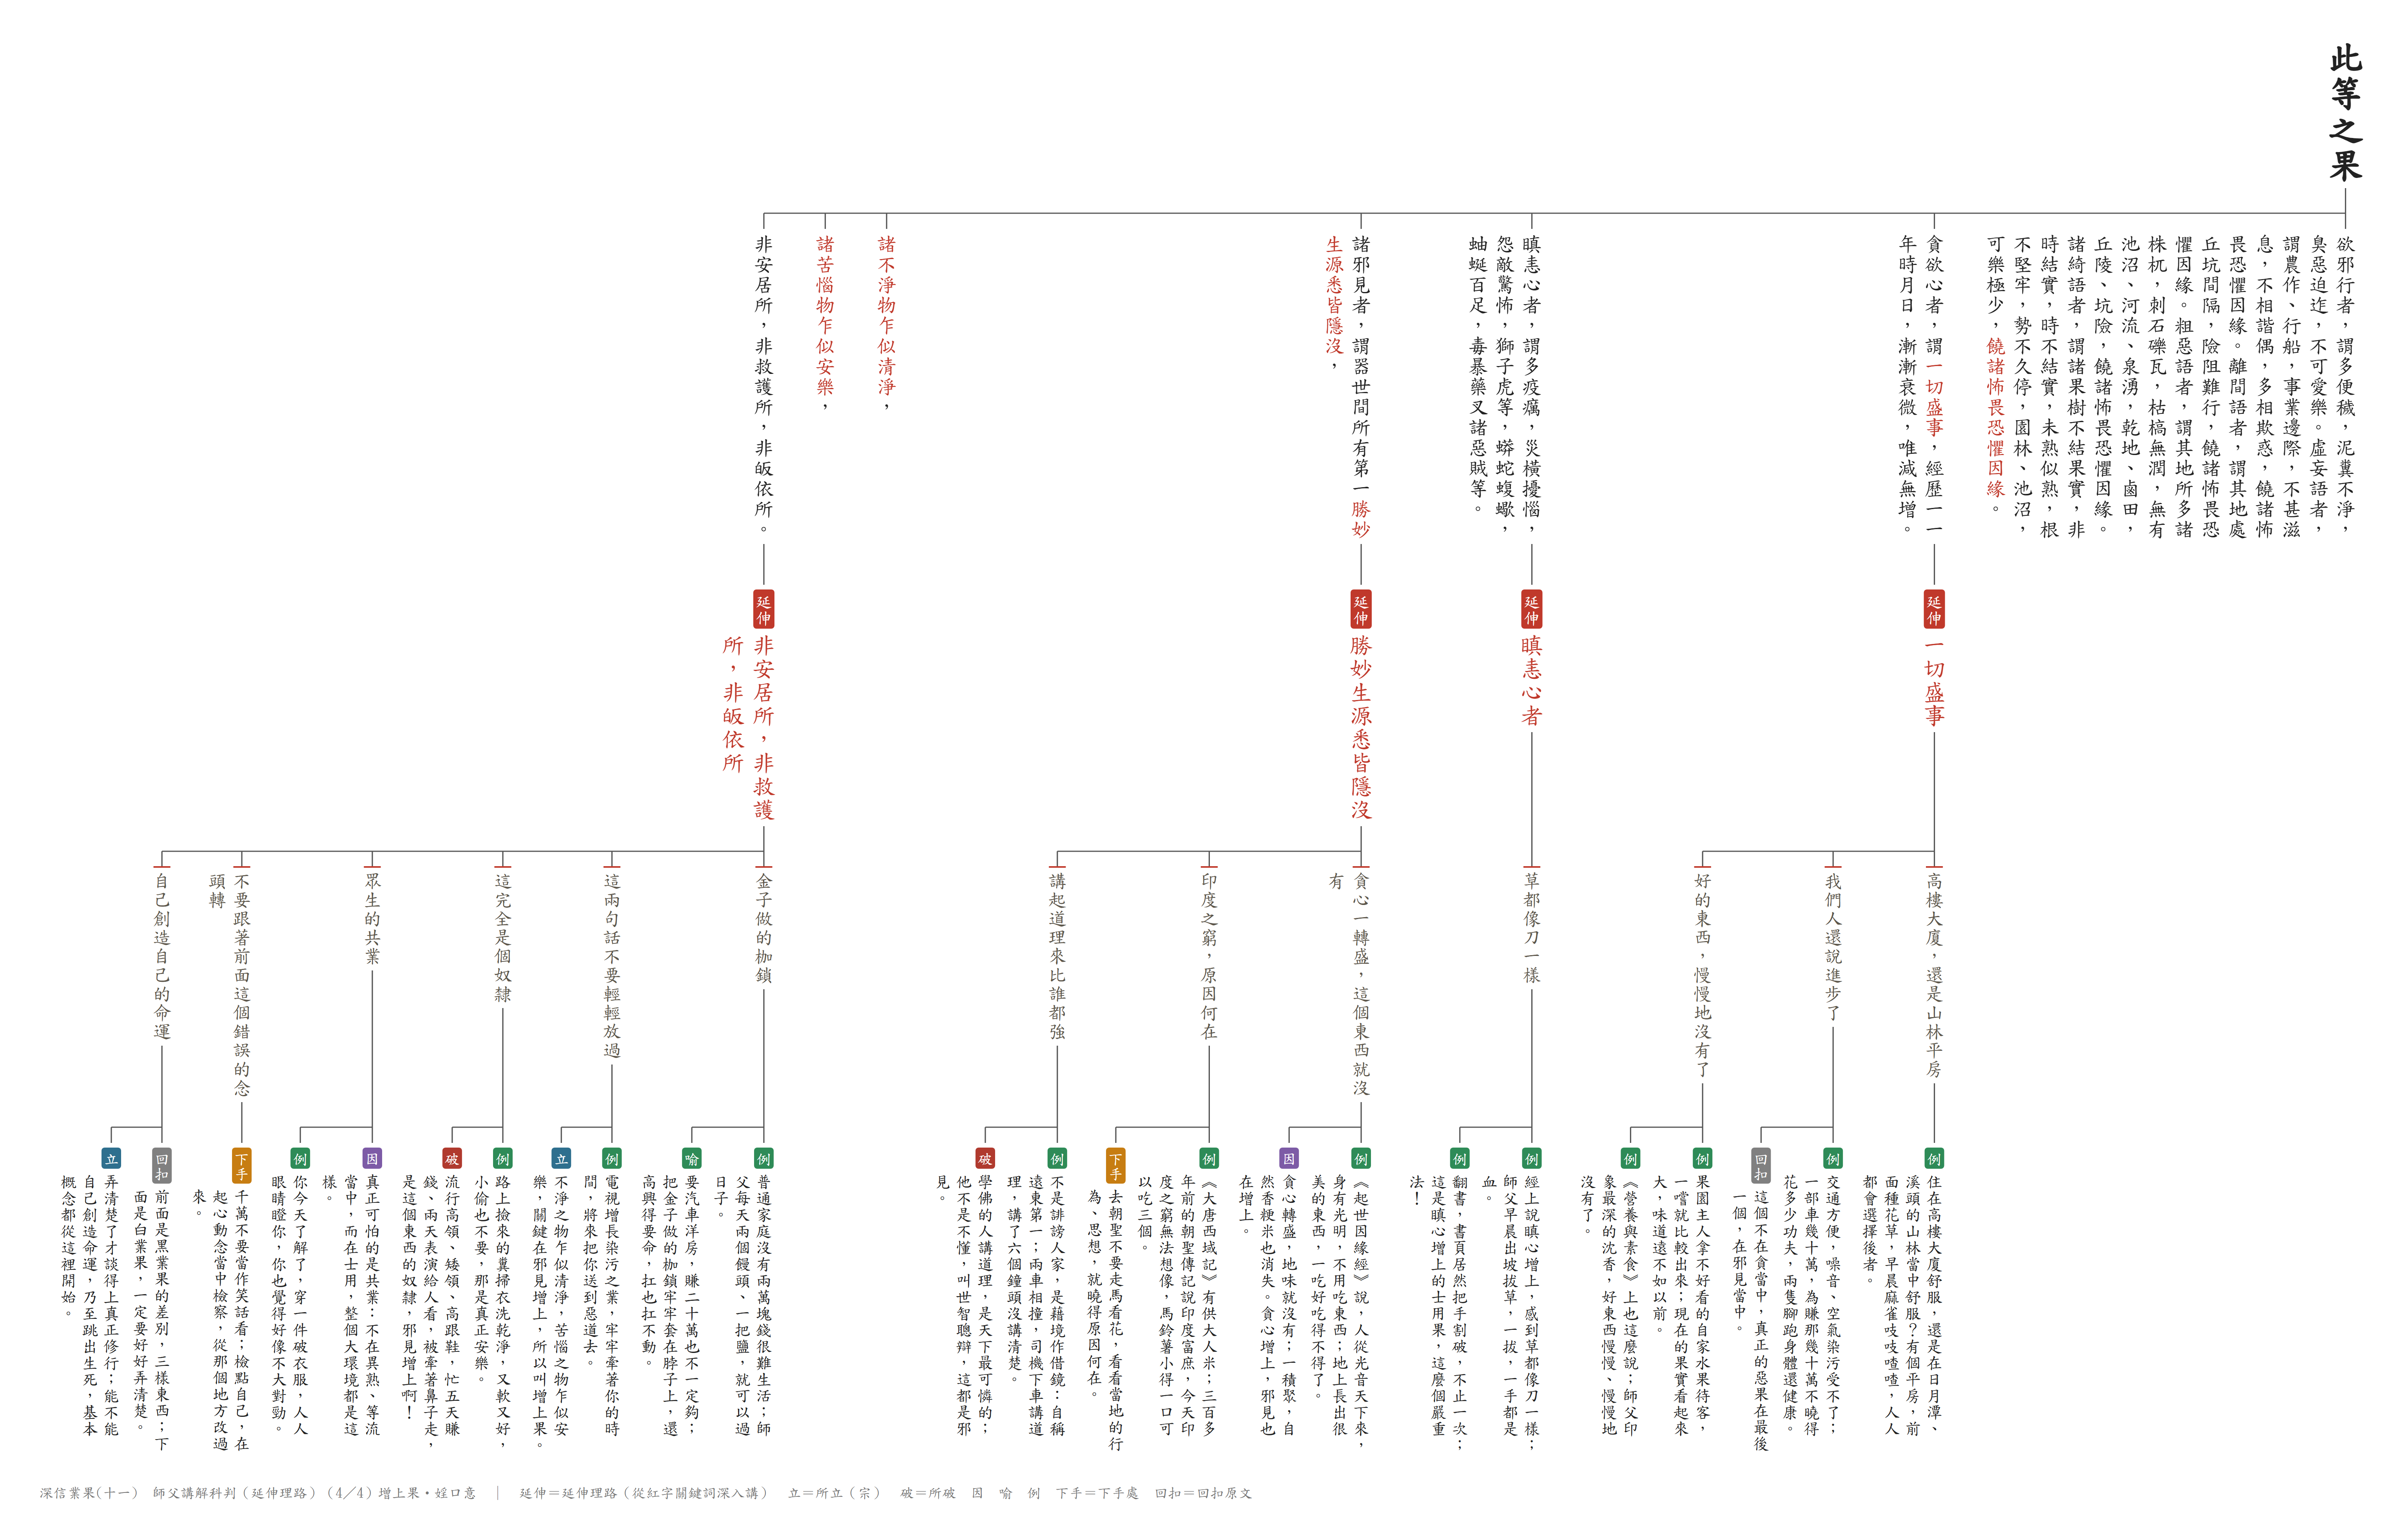 此等之果
欲邪行者，謂多便穢，泥糞不淨，
臭惡迫迮，不可愛樂。虛妄語者，
謂農作、行船，事業邊際，不甚滋
息，不相諧偶，多相欺惑，饒諸怖
畏恐懼因緣。離間語者，謂其地處
丘坑間隔，險阻難行，饒諸怖畏恐
懼因緣。粗惡語者，謂其地所多諸
株杌，刺石礫瓦，枯槁無潤，無有
池沼、河流、泉湧，乾地、鹵田，
丘陵、坑險，饒諸怖畏恐懼因緣。
諸綺語者，謂諸果樹不結果實，非
時結實，時不結實，未熟似熟，根
不堅牢，勢不久停，園林、池沼，
可樂極少，饒諸怖畏恐懼因緣。
貪欲心者，謂一切盛事，經歷一一
年時月日，漸漸衰微，唯減無增。
瞋恚心者，謂多疫癘，災橫擾惱，
怨敵驚怖，獅子虎等，蟒蛇蝮蠍，
蚰蜒百足，毒暴藥叉諸惡賊等。
諸邪見者，謂器世間所有第一勝妙
生源悉皆隱沒，
諸不淨物乍似清淨，
諸苦惱物乍似安樂，
非安居所，非救護所，非皈依所。
延伸
一切盛事
延伸
瞋恚心者
延伸
勝妙生源悉皆隱沒
延伸
非安居所，非救護
所，非皈依所
高樓大廈，還是山林平房
我們人還說進步了
好的東西，慢慢地沒有了
草都像刀一樣
貪心一轉盛，這個東西就沒
有
印度之窮，原因何在
講起道理來比誰都強
金子做的枷鎖
這兩句話不要輕輕放過
這完全是個奴隸
眾生的共業
不要跟著前面這個錯誤的念
頭轉
自己創造自己的命運
例
住在高樓大廈舒服，還是在日月潭、
溪頭的山林當中舒服？有個平房，前
面種花草，早晨麻雀吱吱喳喳，人人
都會選擇後者。
例
交通方便，噪音、空氣染污受不了；
一部車幾十萬，為賺那幾十萬不曉得
花多少功夫，兩隻腳跑身體還健康。
回扣
這個不在貪當中，真正的惡果在最後
一個，在邪見當中。
例
果園主人拿不好看的自家水果待客，
一嚐就比較出來；現在的果實看起來
大，味道遠不如以前。
例
《營養與素食》上也這麼說；師父印
象最深的沈香，好東西慢慢、慢慢地
沒有了。
例
經上說瞋心增上，感到草都像刀一樣；
師父早晨出坡拔草，一拔，一手都是
血。
例
翻書，書頁居然把手割破，不止一次；
這是瞋心增上的士用果，這麼個嚴重
法！
例
《起世因緣經》說，人從光音天下來，
身有光明，不用吃東西；地上長出很
美的東西，一吃好吃得不得了。
因
貪心轉盛，地味就沒有；一積聚，自
然香粳米也消失。貪心增上，邪見也
在增上。
例
《大唐西域記》有供大人米；三百多
年前的朝聖傳記說印度富庶，今天印
度之窮無法想像，馬鈴薯小得一口可
以吃三個。
下手
去朝聖不要走馬看花，看看當地的行
為、思想，就曉得原因何在。
例
不是誹謗人家，是藉境作借鏡：自稱
遠東第一；兩車相撞，司機下車講道
理，講了六個鐘頭沒講清楚。
破
學佛的人講道理，是天下最可憐的；
他不是不懂，叫世智聰辯，這都是邪
見。
例
普通家庭沒有兩萬塊錢很難生活；師
父每天兩個饅頭、一把鹽，就可以過
日子。
喻
要汽車洋房，賺二十萬也不一定夠；
把金子做的枷鎖牢牢套在脖子上，還
高興得要命，扛也扛不動。
例
電視增長染污之業，牢牢牽著你的時
間，將來把你送到惡道去。
立
不淨之物乍似清淨，苦惱之物乍似安
樂，關鍵在邪見增上，所以叫增上果。
例
路上撿來的糞掃衣洗乾淨，又軟又好，
小偷也不要，那是真正安樂。
破
流行高領、矮領、高跟鞋，忙五天賺
錢、兩天表演給人看，被牽著鼻子走，
是這個東西的奴隸，邪見增上啊！
因
真正可怕的是共業：不在異熟、等流
當中，而在士用，整個大環境都是這
樣。
例
你今天了解了，穿一件破衣服，人人
眼睛瞪你，你也覺得好像不大對勁。
下手
千萬不要當作笑話看；檢點自己，在
起心動念當中檢察，從那個地方改過
來。
回扣
前面是黑業果的差別，三樣東西；下
面是白業果，一定要好好弄清楚。
立
弄清楚了才談得上真正修行；能不能
自己創造命運，乃至跳出生死，基本
概念都從這裡開始。
深信業果(十一)　師父講解科判（延伸理路）（4／4）增上果・婬口意　｜　延伸＝延伸理路（從紅字關鍵詞深入講）　立＝所立（宗）　破＝所破　因　喻　例　下手＝下手處　回扣＝回扣原文